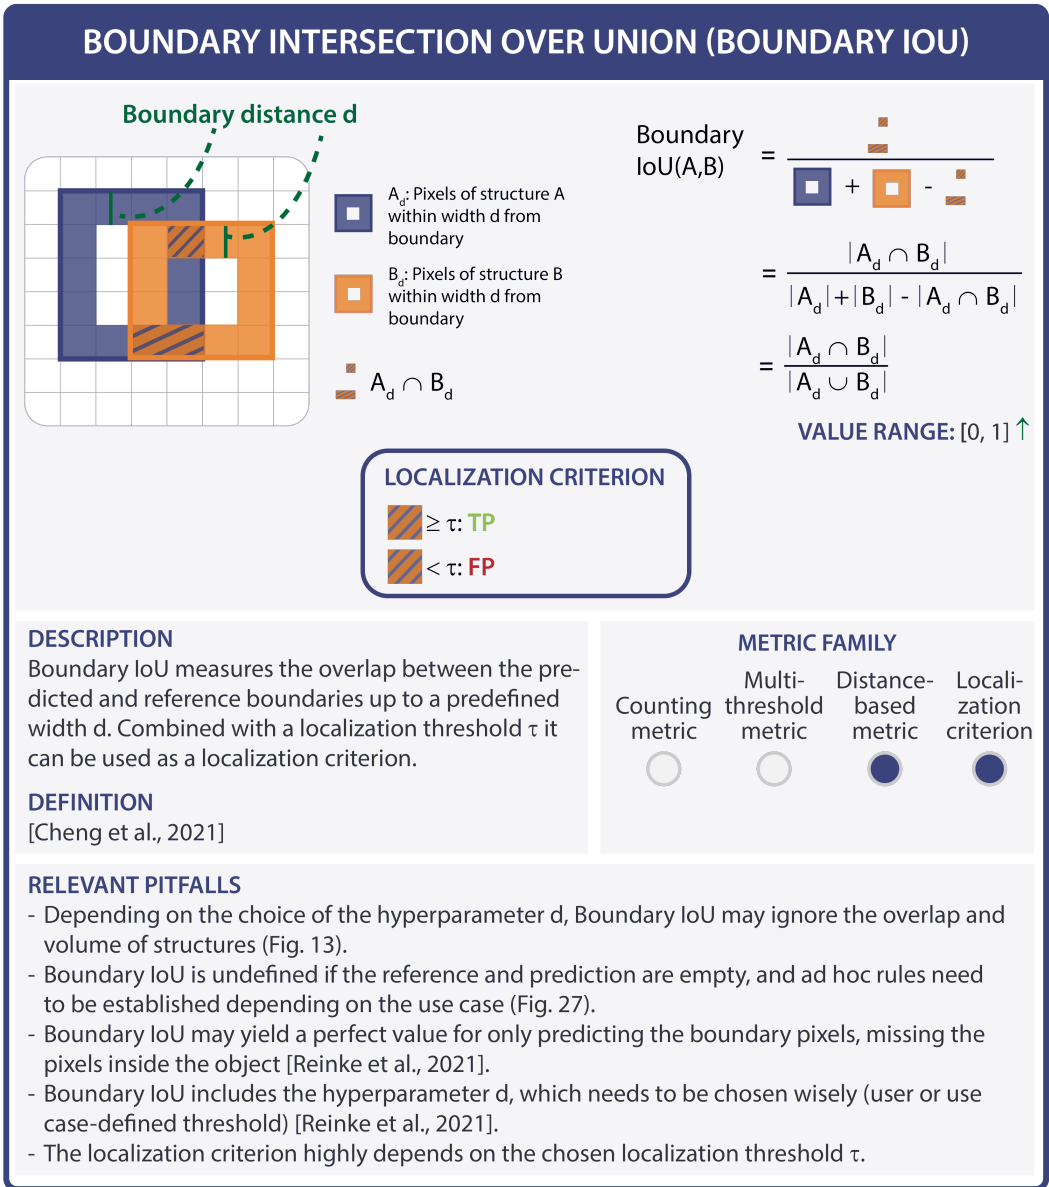 BOUNDARY INTERSECTION OVER UNION (BOUNDARY IOU)
Boundary distance d
A_d: Pixels of structure A
within width d from
boundary
B_d: Pixels of structure B
within width d from
boundary
A_d ∩ B_d
Boundary
IoU(A,B)
=
+ -
= |A_d ∩ B_d|
|A_d|+|B_d| - |A_d ∩ B_d|
= |A_d ∩ B_d|
|A_d ∪ B_d|
VALUE RANGE: [0, 1] ↑
LOCALIZATION CRITERION
≥ τ: TP
< τ: FP
DESCRIPTION
Boundary IoU measures the overlap between the pre-
dicted and reference boundaries up to a predefined
width d. Combined with a localization threshold τ it
can be used as a localization criterion.
DEFINITION
[Cheng et al., 2021]
METRIC FAMILY
Counting
metric
Multi-
threshold
metric
Distance-
based
metric
Locali-
zation
criterion
RELEVANT PITFALLS
- Depending on the choice of the hyperparameter d, Boundary IoU may ignore the overlap and
volume of structures (Fig. 13).
- Boundary IoU is undefined if the reference and prediction are empty, and ad hoc rules need
to be established depending on the use case (Fig. 27).
- Boundary IoU may yield a perfect value for only predicting the boundary pixels, missing the
pixels inside the object [Reinke et al., 2021].
- Boundary IoU includes the hyperparameter d, which needs to be chosen wisely (user or use
case-defined threshold) [Reinke et al., 2021].
- The localization criterion highly depends on the chosen localization threshold τ.